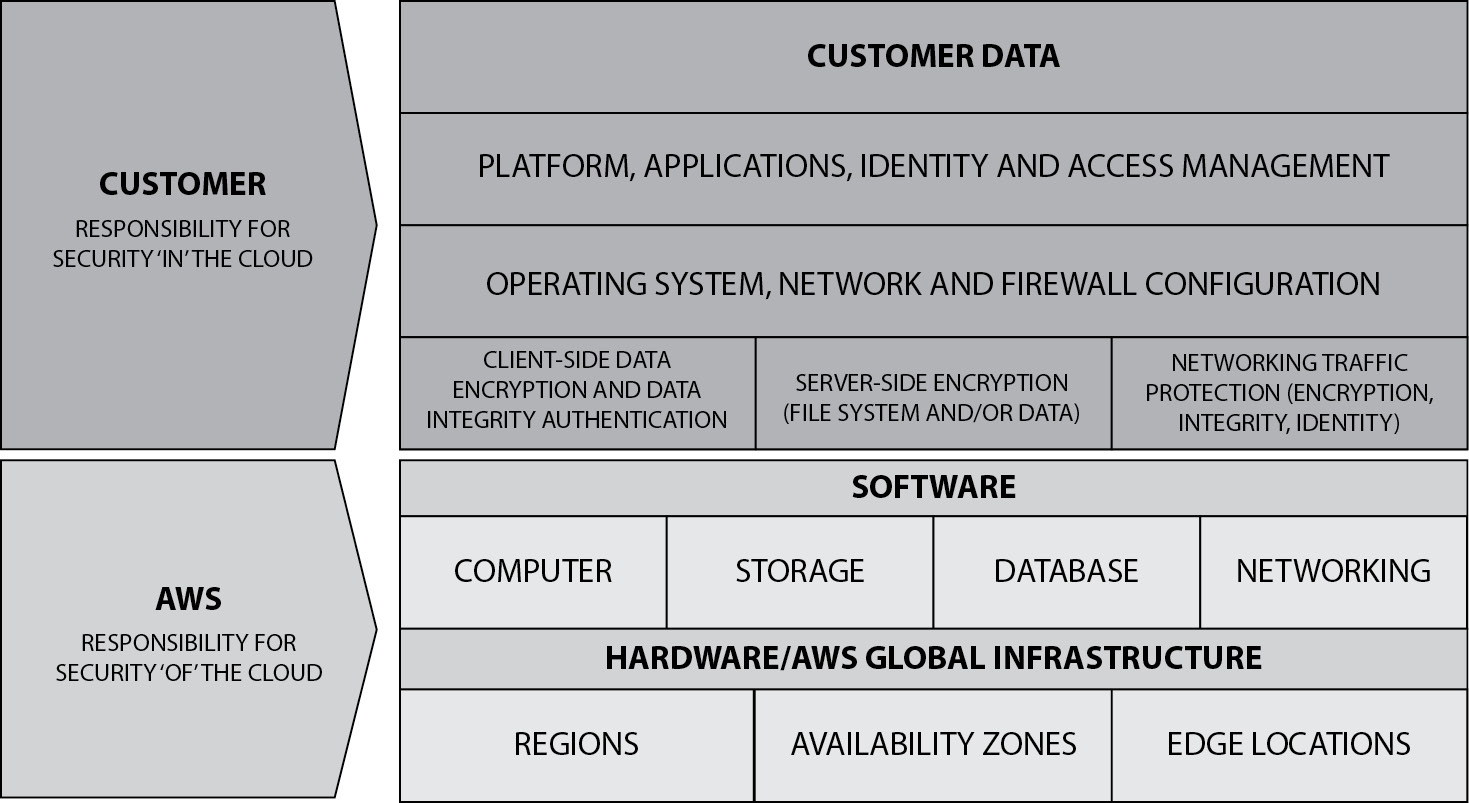 CUSTOMER
RESPONSIBILITY FOR
SECURITY ‘IN’ THE CLOUD
CUSTOMER DATA
PLATFORM, APPLICATIONS, IDENTITY AND ACCESS MANAGEMENT
OPERATING SYSTEM, NETWORK AND FIREWALL CONFIGURATION
CLIENT-SIDE DATA
ENCRYPTION AND DATA
INTEGRITY AUTHENTICATION
SERVER-SIDE ENCRYPTION
(FILE SYSTEM AND/OR DATA)
NETWORKING TRAFFIC
PROTECTION (ENCRYPTION,
INTEGRITY, IDENTITY)
AWS
RESPONSIBILITY FOR
SECURITY ‘OF’ THE CLOUD
SOFTWARE
COMPUTER
STORAGE
DATABASE
NETWORKING
HARDWARE/AWS GLOBAL INFRASTRUCTURE
REGIONS
AVAILABILITY ZONES
EDGE LOCATIONS